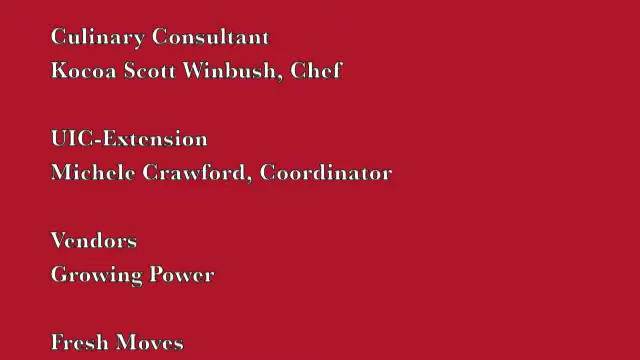 Culinary Consultant
Kocoa Scott Winbush, Chef
UIC-Extension
Michele Crawford, Coordinator
Vendors
Growing Power
Fresh Moves